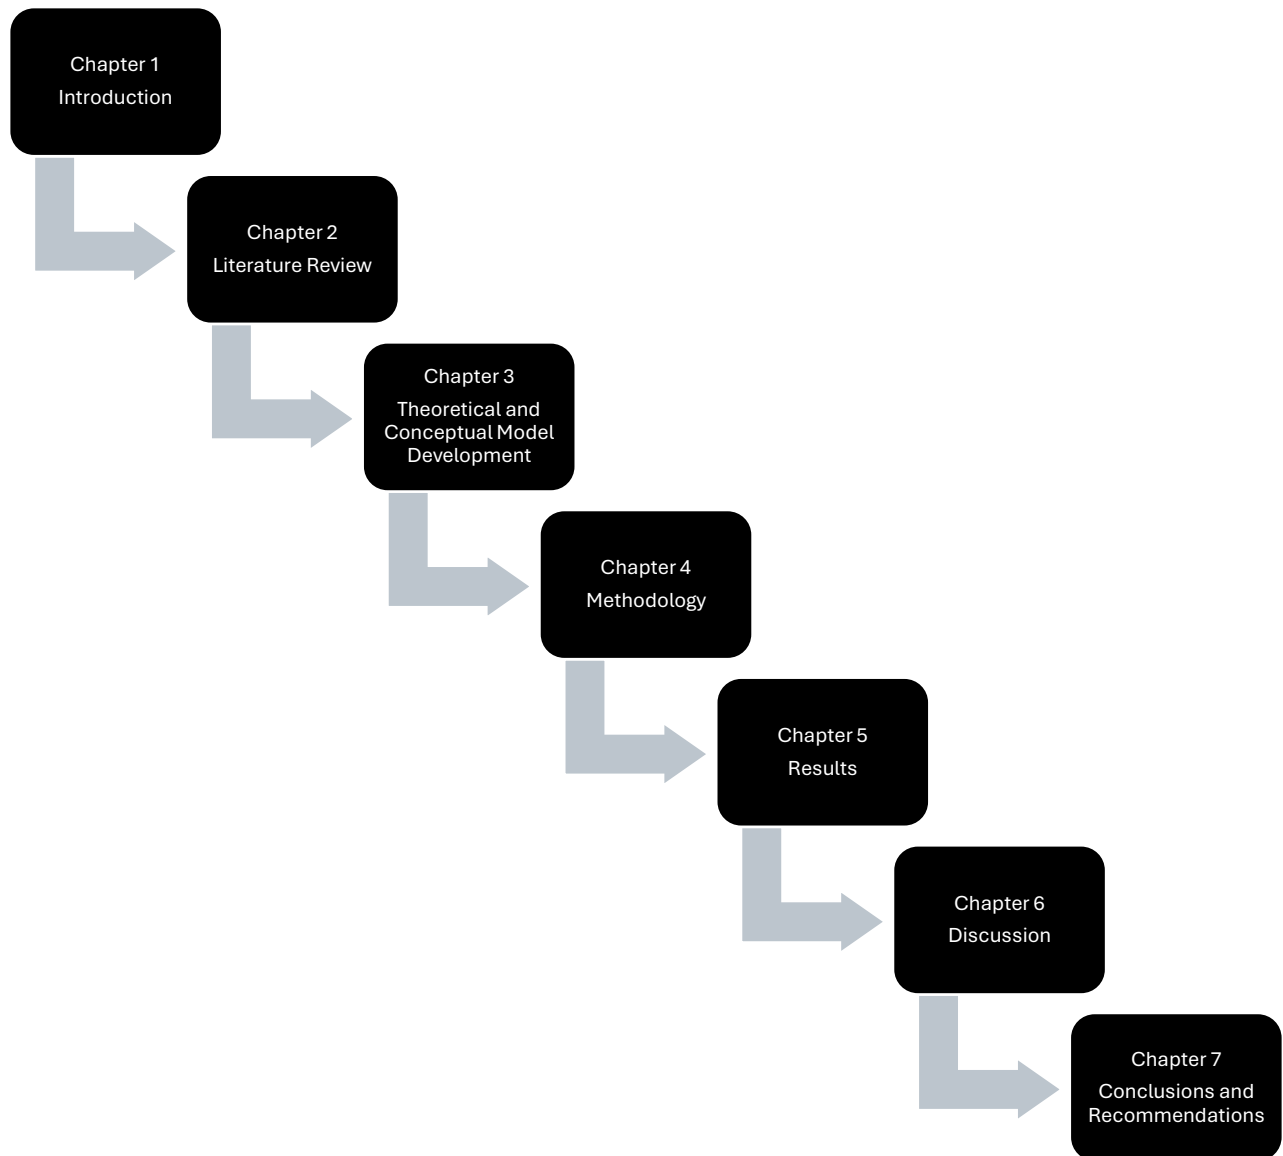 Chapter 1
Introduction
Chapter 2
Literature Review
Chapter 3
Theoretical and
Conceptual Model
Development
Chapter 4
Methodology
Chapter 5
Results
Chapter 6
Discussion
Chapter 7
Conclusions and
Recommendations